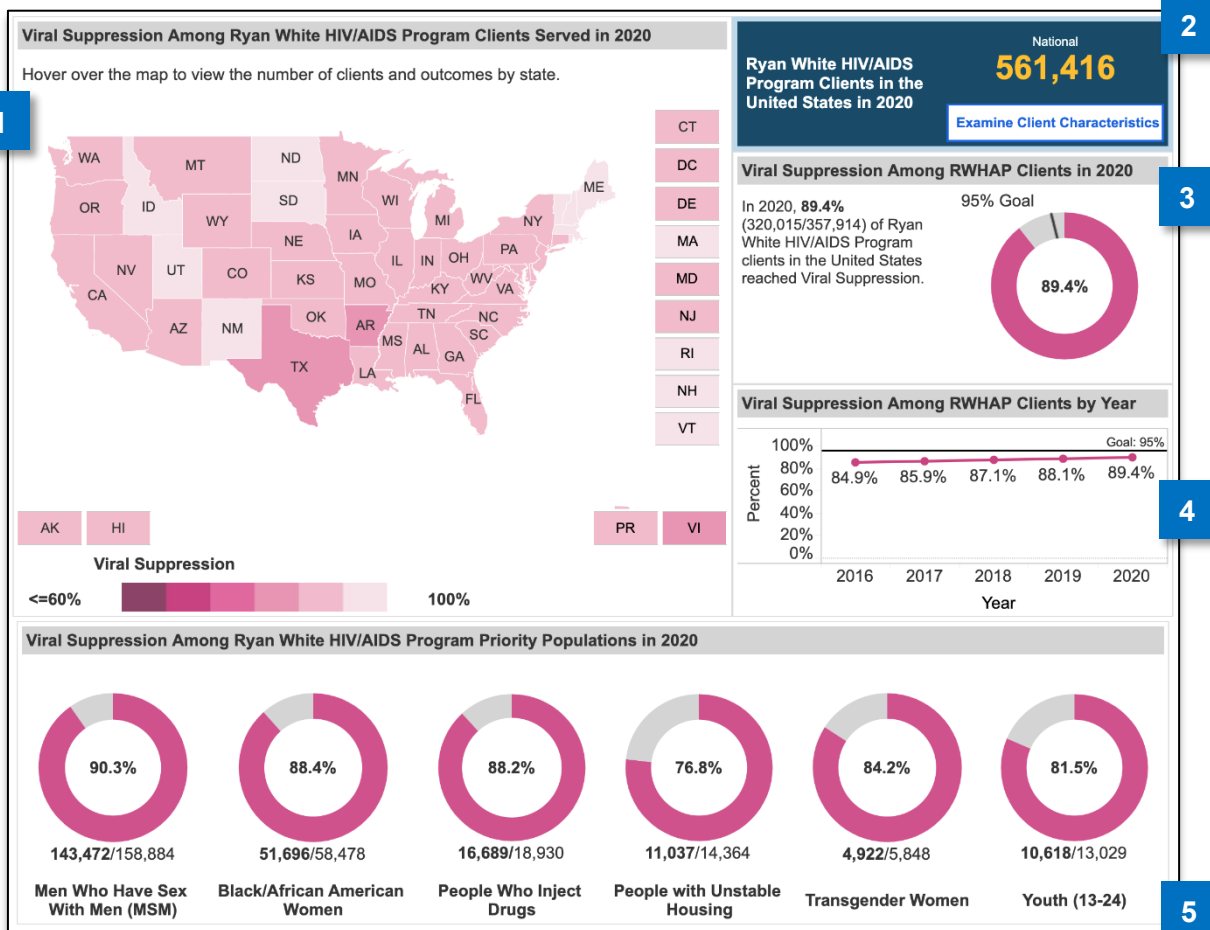 Viral Suppression Among Ryan White HIV/AIDS Program Clients Served in 2020
Hover over the map to view the number of clients and outcomes by state.
1
WA
MT
ND
MN
OR
ID
SD
WI
MI
NY
ME
WY
IA
NE
PA
NV
UT
CO
IL
IN
OH
CA
KS
MO
WV
VA
KY
AZ
NM
OK
AR
TN
NC
SC
MS
AL
GA
TX
LA
FL
CT
DC
DE
MA
MD
NJ
RI
NH
VT
AK
HI
PR
VI
Viral Suppression
<=60%
100%
2
Ryan White HIV/AIDS
Program Clients in the
United States in 2020
National
561,416
Examine Client Characteristics
Viral Suppression Among RWHAP Clients in 2020
3
In 2020, 89.4%
(320,015/357,914) of Ryan
White HIV/AIDS Program
clients in the United States
reached Viral Suppression.
95% Goal
89.4%
Viral Suppression Among RWHAP Clients by Year
4
Percent
100%
80%
60%
40%
20%
0%
Goal: 95%
84.9%
85.9%
87.1%
88.1%
89.4%
2016
2017
2018
2019
2020
Year
Viral Suppression Among Ryan White HIV/AIDS Program Priority Populations in 2020
90.3%
143,472/158,884
Men Who Have Sex
With Men (MSM)
88.4%
51,696/58,478
Black/African American
Women
88.2%
16,689/18,930
People Who Inject
Drugs
76.8%
11,037/14,364
People with Unstable
Housing
84.2%
4,922/5,848
Transgender Women
81.5%
10,618/13,029
Youth (13-24)
5